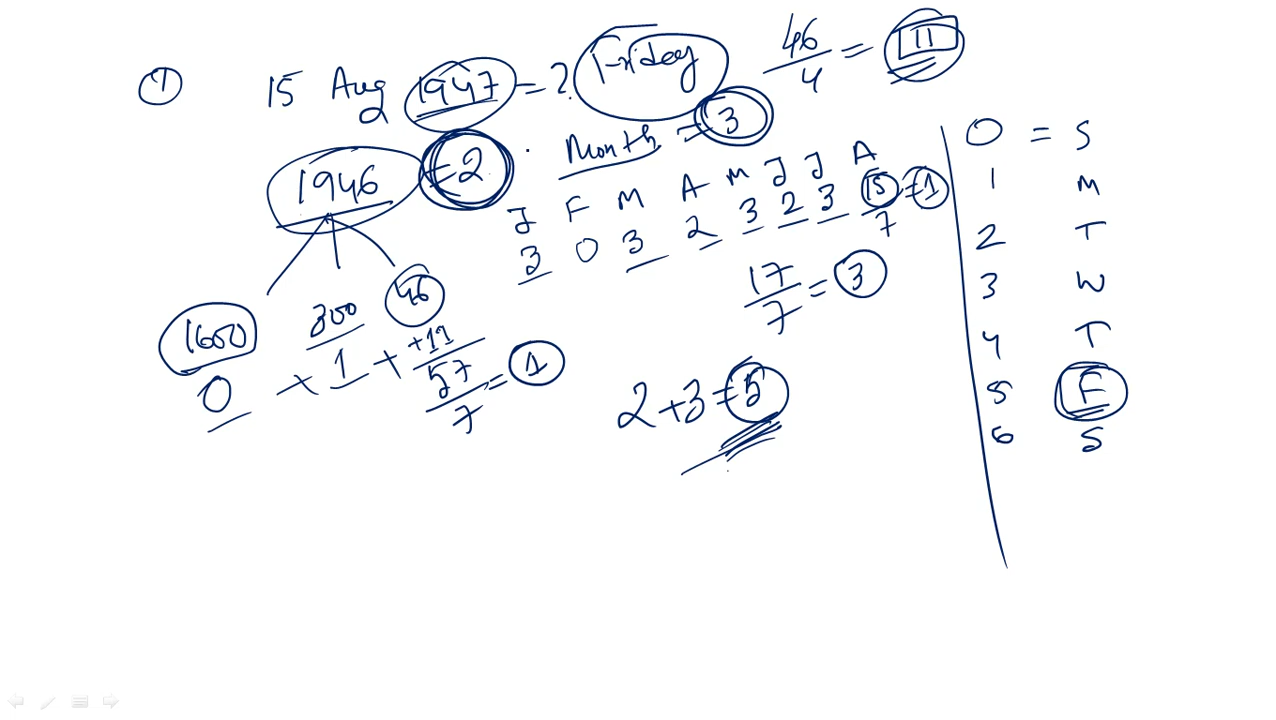 ① 15 Aug 1947 = ? Friday 46/4 = 11
1946 = 2 . Month = 3
J F M A M J J A
3 0 3 2 3 2 3 15/7 = 1
17/7 = 3
1600 300 46
+11
0 + 1 + 57/7 = 1
2+3 = 5
0 = S
1 M
2 T
3 W
4 T
5 F
6 S